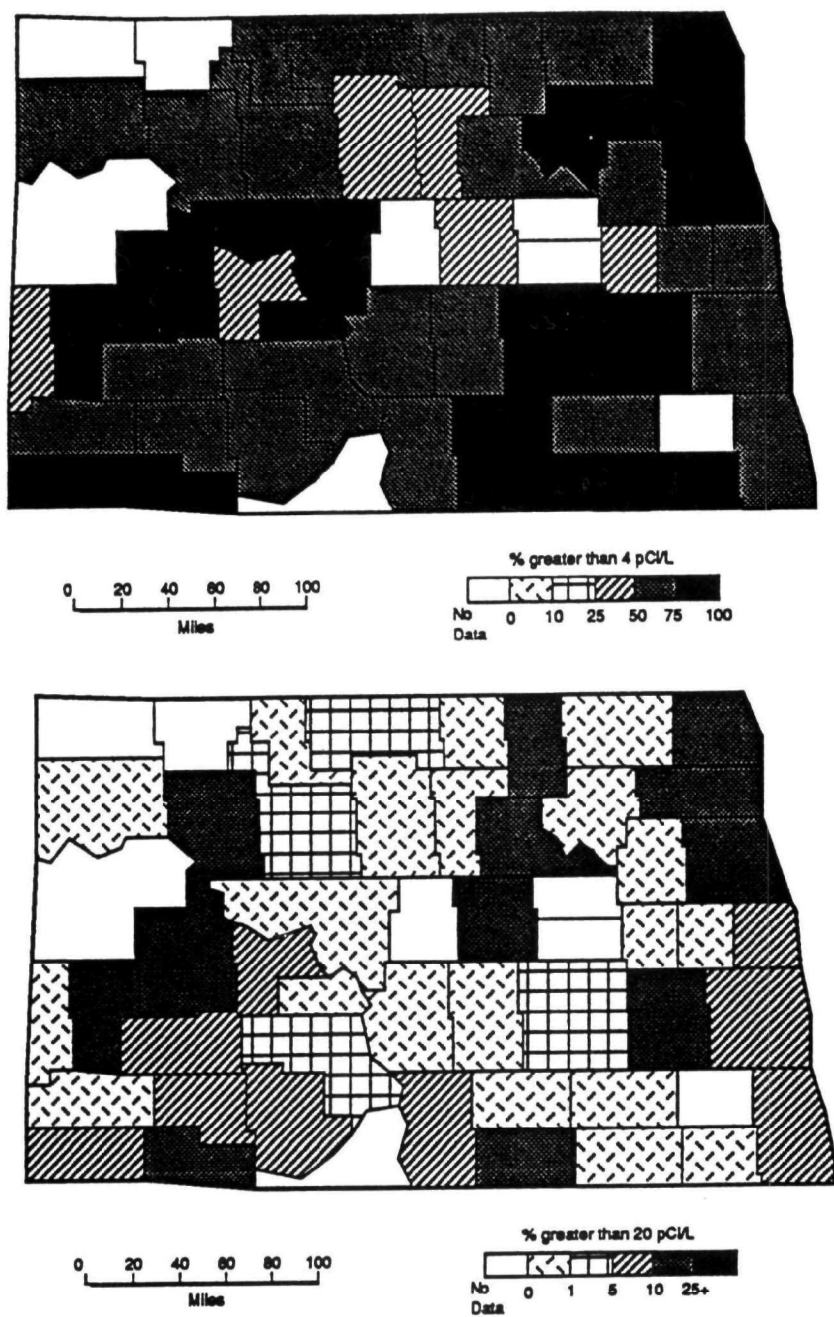 % greater than 4 pCi/L
0 20 40 60 80 100
Miles
No Data 0 10 25 50 75 100
% greater than 20 pCi/L
0 20 40 60 80 100
Miles
No Data 0 1 5 10 25+